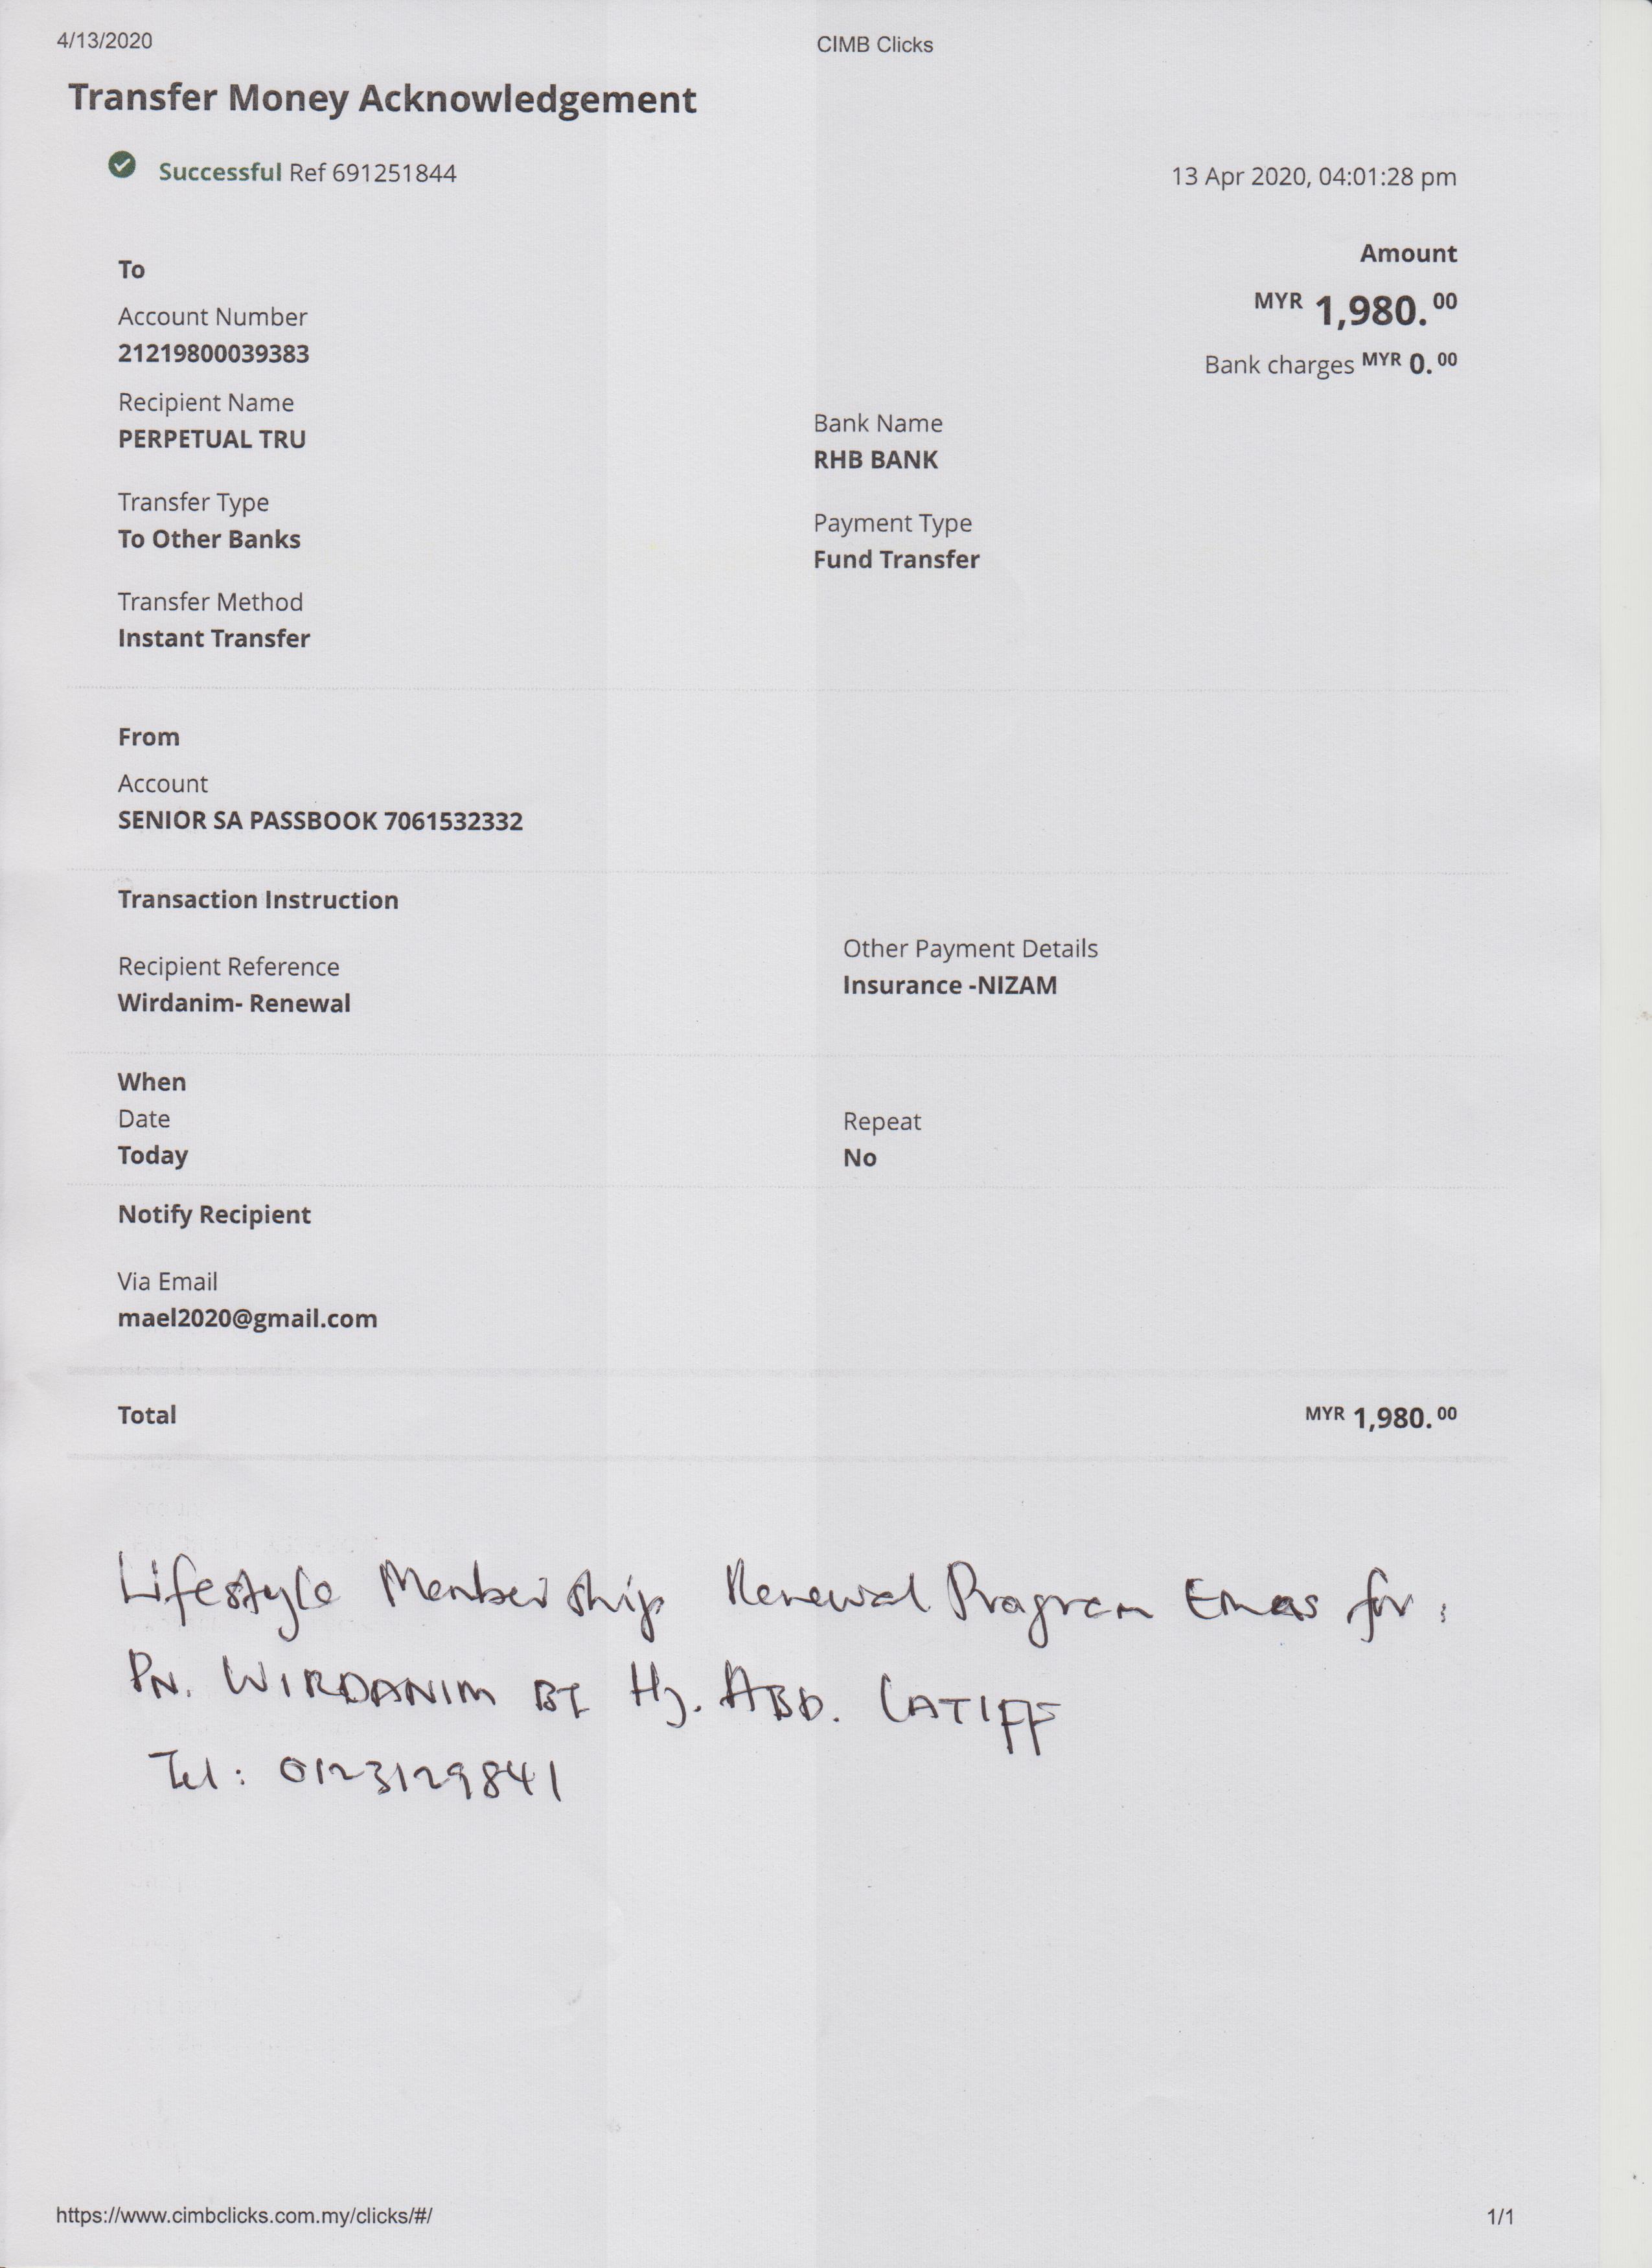 4/13/2020 CIMB Clicks
Transfer Money Acknowledgement
Successful Ref 691251844 13 Apr 2020, 04:01:28 pm
Amount
To
MYR 1,980.00
Account Number
21219800039383
Bank charges MYR 0.00
Recipient Name
PERPETUAL TRU
Bank Name
RHB BANK
Transfer Type
To Other Banks
Payment Type
Fund Transfer
Transfer Method
Instant Transfer
From
Account
SENIOR SA PASSBOOK 7061532332
Transaction Instruction
Other Payment Details
Insurance -NIZAM
Recipient Reference
Wirdanim- Renewal
When
Date
Today
Repeat
No
Notify Recipient
Via Email
mael2020@gmail.com
Total MYR 1,980.00
Lifestyle Membership Renewal Program Emas for :
PN. WIRDANIM BT Hj. ABD. LATIFF
Tel : 0123129841
https://www.cimbclicks.com.my/clicks/#/ 1/1